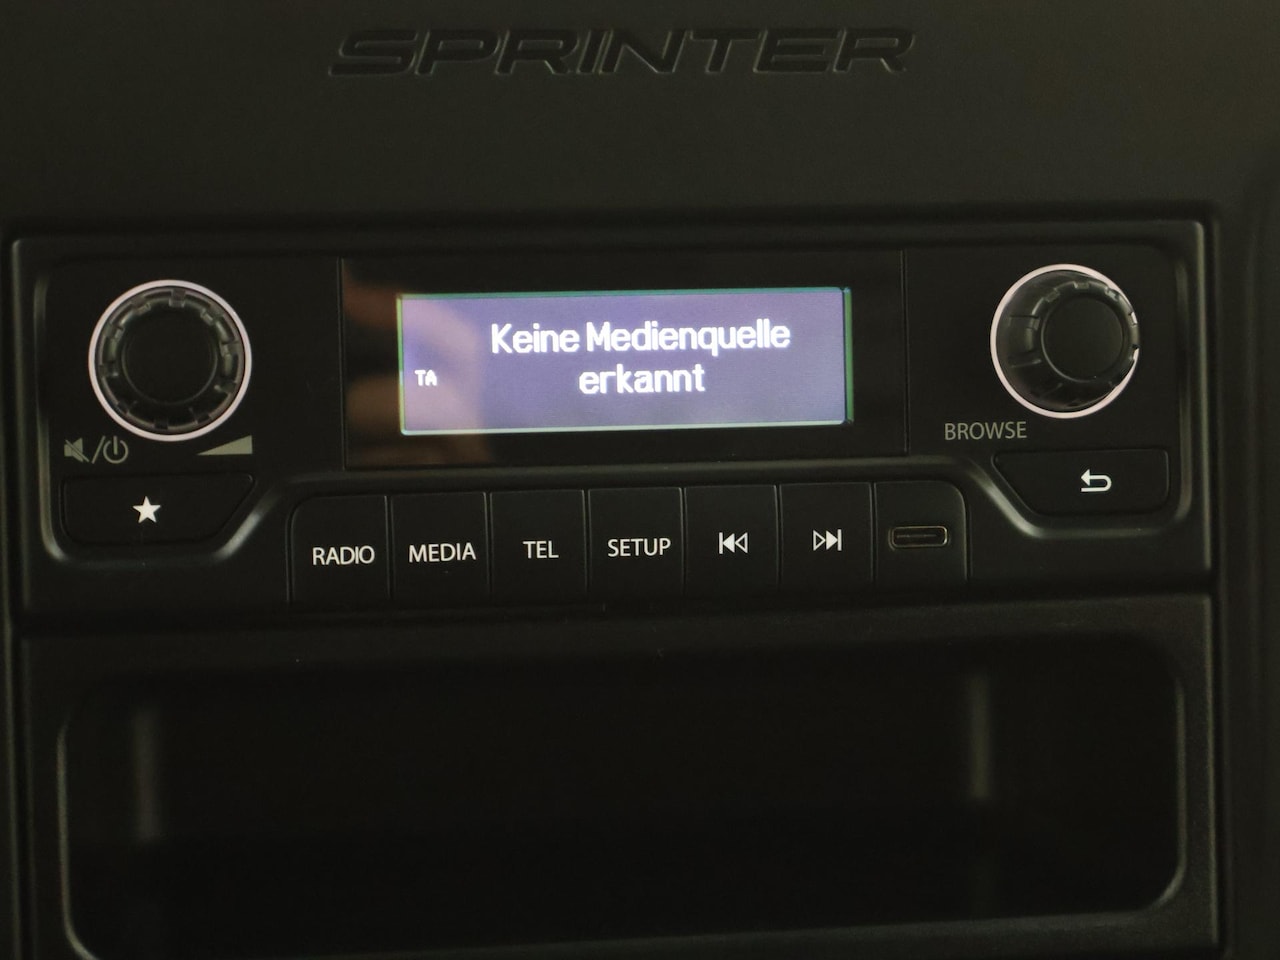 SPRINTER
Keine Medienquelle
TA erkannt
BROWSE
RADIO MEDIA TEL SETUP